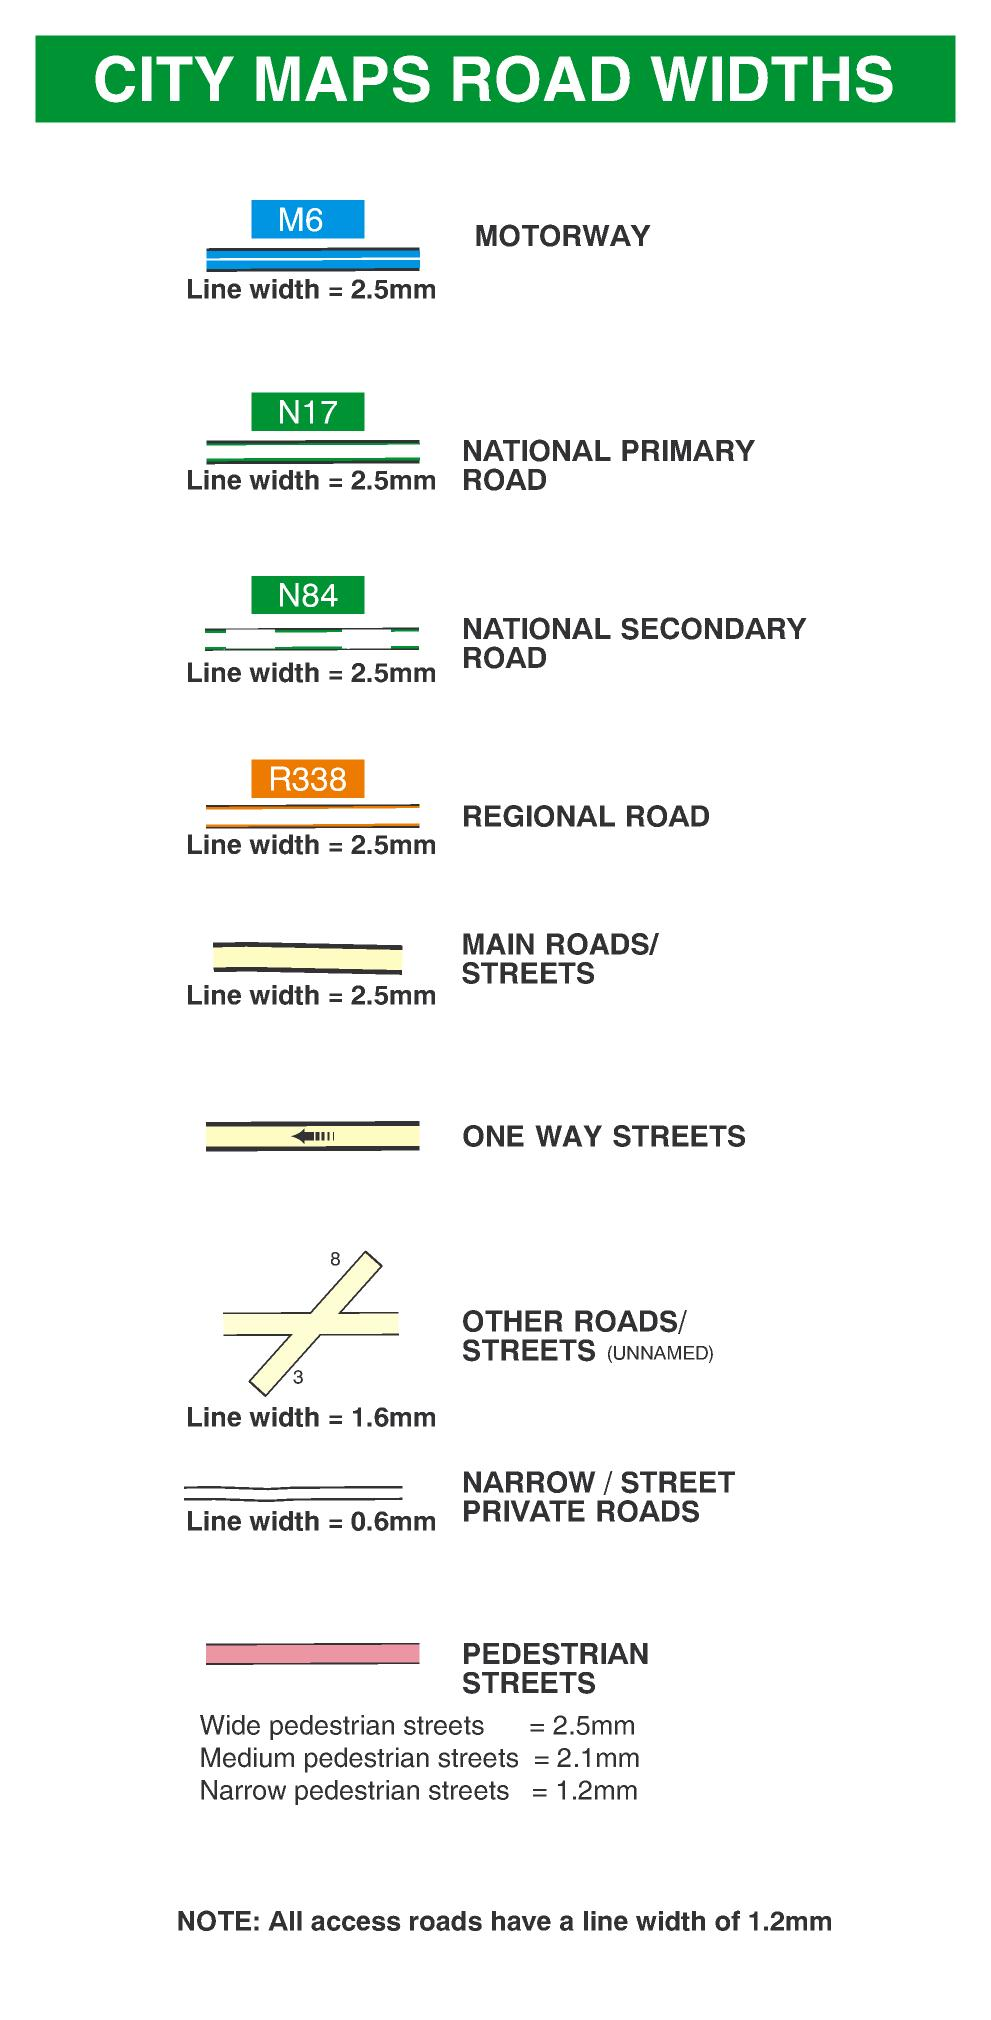 CITY MAPS ROAD WIDTHS
M6
MOTORWAY
Line width = 2.5mm
N17
NATIONAL PRIMARY
ROAD
Line width = 2.5mm
N84
NATIONAL SECONDARY
ROAD
Line width = 2.5mm
R338
REGIONAL ROAD
Line width = 2.5mm
MAIN ROADS/
STREETS
Line width = 2.5mm
ONE WAY STREETS
8
OTHER ROADS/
STREETS (UNNAMED)
3
Line width = 1.6mm
NARROW / STREET
PRIVATE ROADS
Line width = 0.6mm
PEDESTRIAN
STREETS
Wide pedestrian streets = 2.5mm
Medium pedestrian streets = 2.1mm
Narrow pedestrian streets = 1.2mm
NOTE: All access roads have a line width of 1.2mm